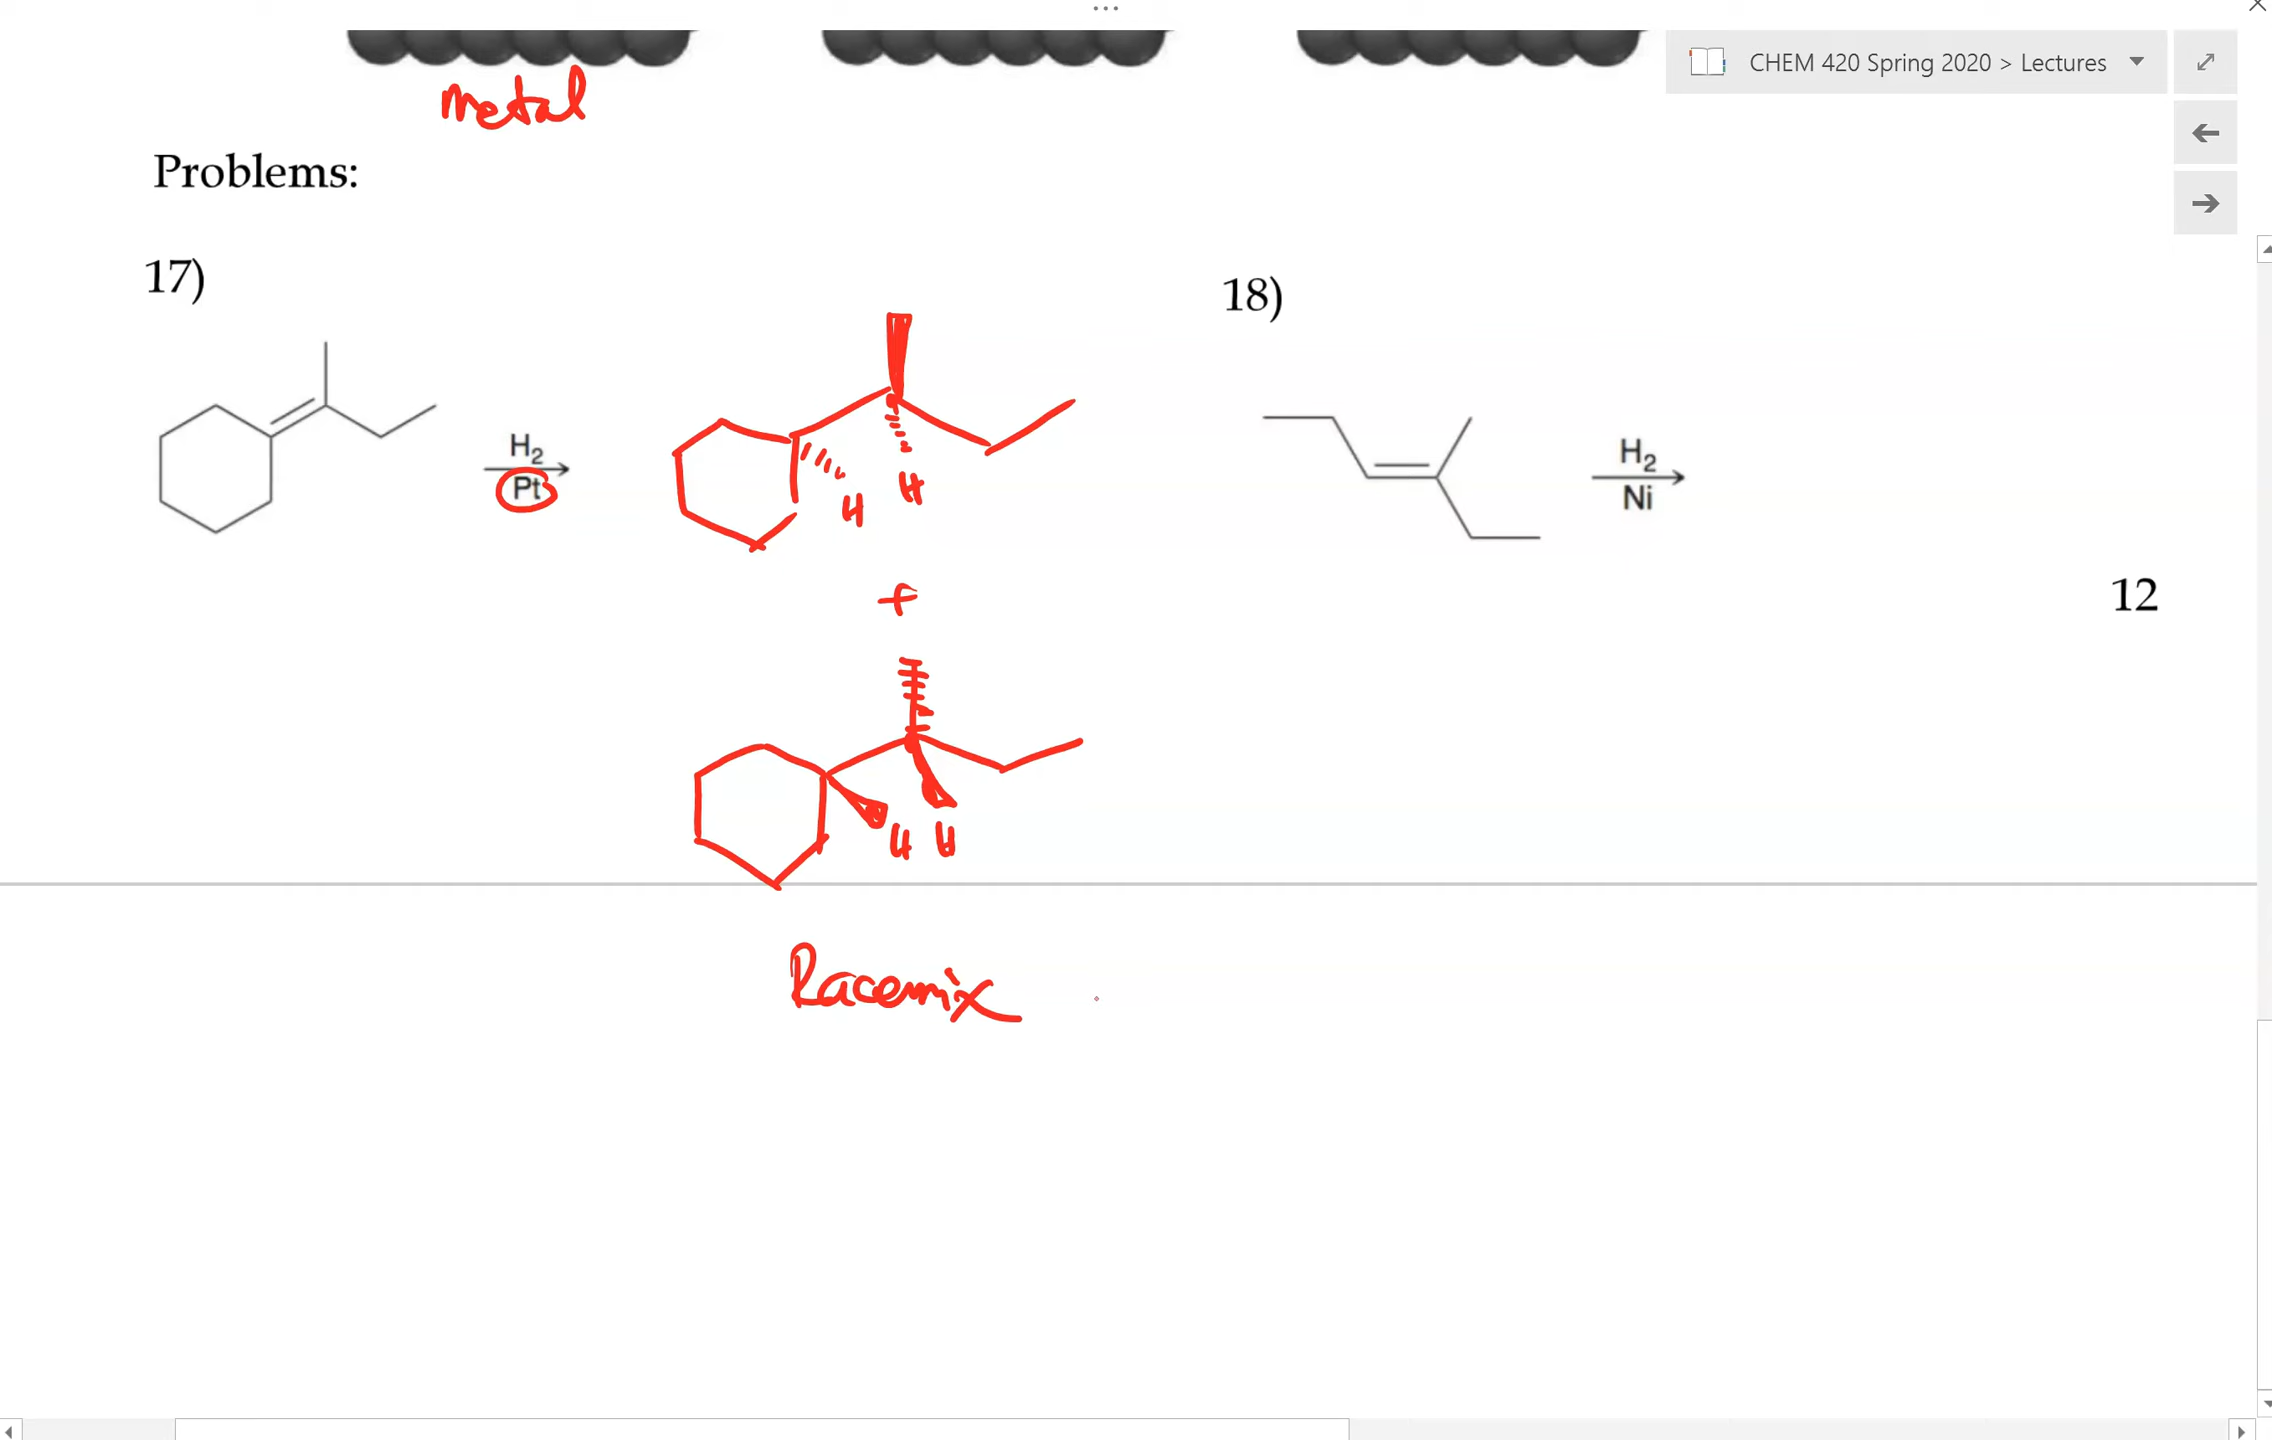 CHEM 420 Spring 2020 > Lectures
Metal
Problems:
17)
18)
H2
Pt
H
H
H2
Ni
+
12
H H
Racemix